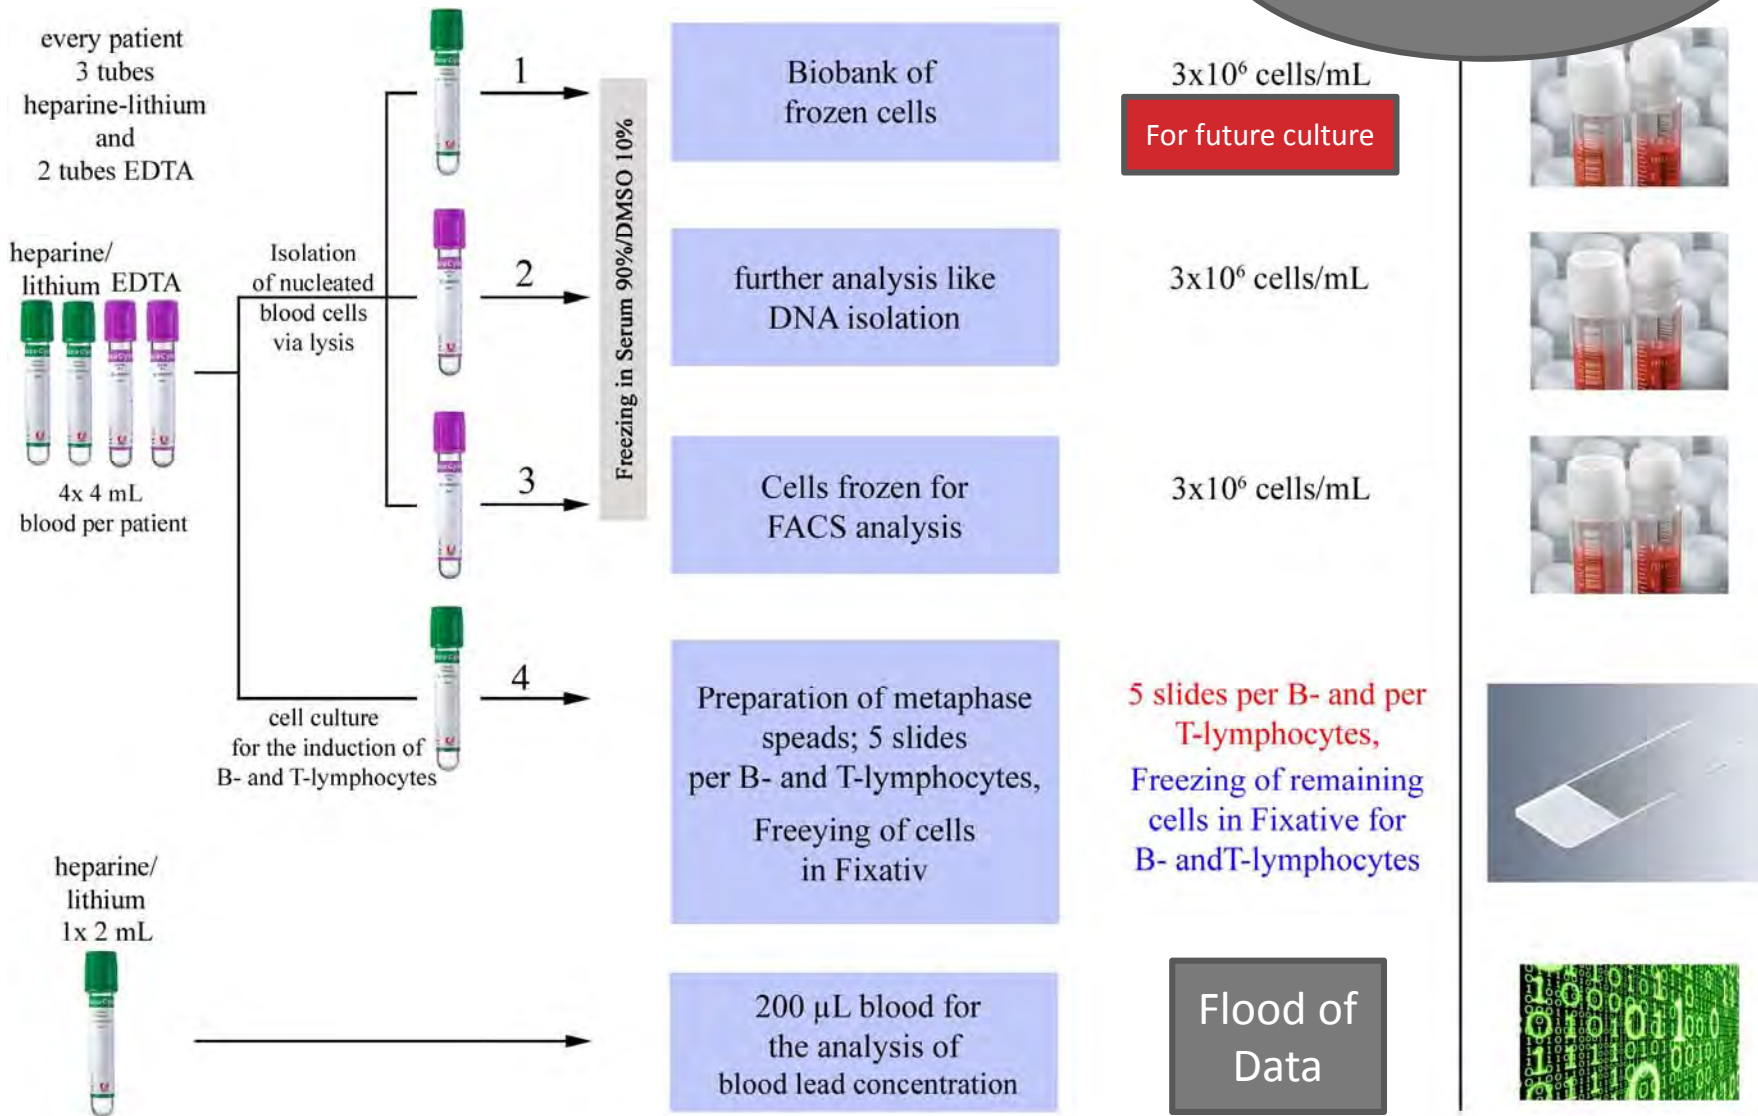 every patient
3 tubes
heparine-lithium
and
2 tubes EDTA
heparine/
lithium
EDTA
4x 4 mL
blood per patient
Isolation
of nucleated
blood cells
via lysis
1
2
3
4
Freezing in Serum 90%/DMSO 10%
Biobank of
frozen cells
3x10⁶ cells/mL
For future culture
further analysis like
DNA isolation
3x10⁶ cells/mL
Cells frozen for
FACS analysis
3x10⁶ cells/mL
cell culture
for the induction of
B- and T-lymphocytes
Preparation of metaphase
speads; 5 slides
per B- and T-lymphocytes,
Freeying of cells
in Fixativ
5 slides per B- and per
T-lymphocytes,
Freezing of remaining
cells in Fixative for
B- andT-lymphocytes
heparine/
lithium
1x 2 mL
200 µL blood for
the analysis of
blood lead concentration
Flood of
Data